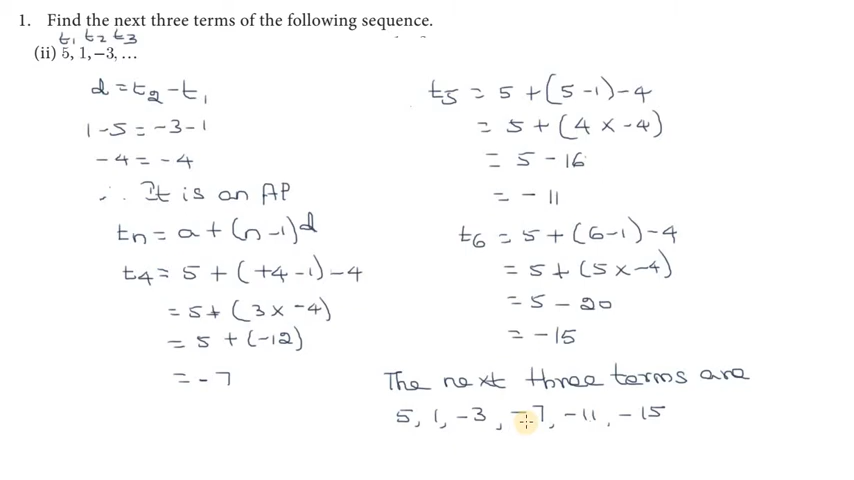 1. Find the next three terms of the following sequence.
t1 t2 t3
(ii) 5, 1, −3, …
d = t2 − t1
1 − 5 = −3 − 1
−4 = −4
∴ It is an AP
tn = a + (n −1)d
t4 = 5 + (+4 −1) − 4
= 5 + (3 × −4)
= 5 + (−12)
= −7
t5 = 5 + (5 −1) − 4
= 5 + (4 × −4)
= 5 − 16
= − 11
t6 = 5 + (6 −1) − 4
= 5 + (5 × −4)
= 5 − 20
= −15
The next three terms are
5, 1, −3, −7, −11, −15